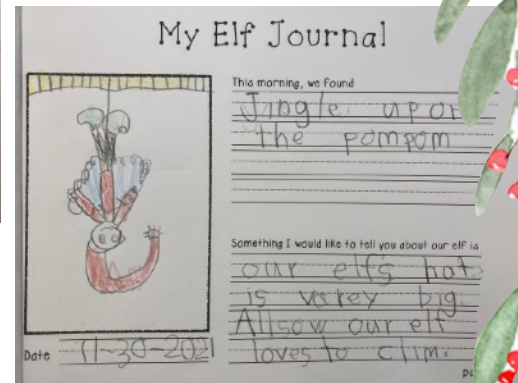 My Elf Journal
This morning, we found
Jingle upon
the pompom
Something I would like to tell you about our elf is
our elfs hat
is varey big.
Allsow our elf
loves to clim.
Date 11-30-2021